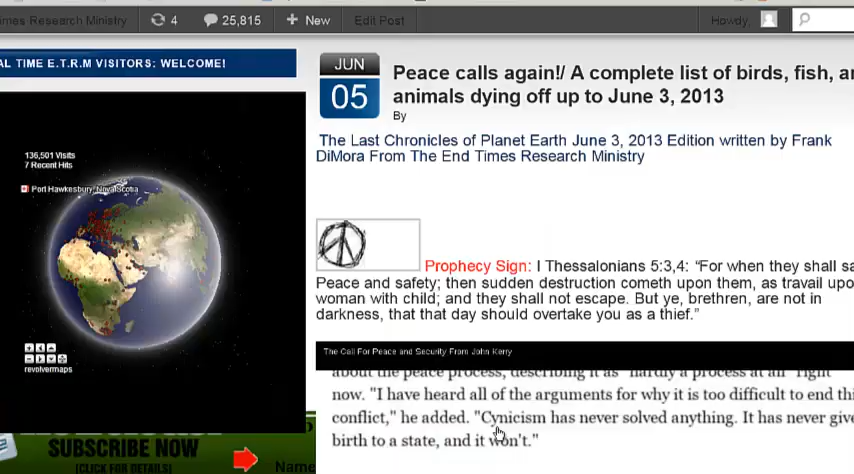 imes Research Ministry
4
25,815
+ New
Edit Post
Howdy,
AL TIME E.T.R.M VISITORS: WELCOME!
136,501 Visits
7 Recent Hits
Port Hawkesbury, Nova Scotia
revolvermaps
SUBSCRIBE NOW
(CLICK FOR DETAILS)
Name
JUN
05
Peace calls again!/ A complete list of birds, fish, an
animals dying off up to June 3, 2013
By
The Last Chronicles of Planet Earth June 3, 2013 Edition written by Frank
DiMora From The End Times Research Ministry
Prophecy Sign: I Thessalonians 5:3,4: “For when they shall sa
Peace and safety; then sudden destruction cometh upon them, as travail upo
woman with child; and they shall not escape. But ye, brethren, are not in
darkness, that that day should overtake you as a thief.”
The Call For Peace and Security From John Kerry
about the peace process, describing it as "hardly a process at all" right
now. "I have heard all of the arguments for why it is too difficult to end thi
conflict," he added. "Cynicism has never solved anything. It has never give
birth to a state, and it won't."